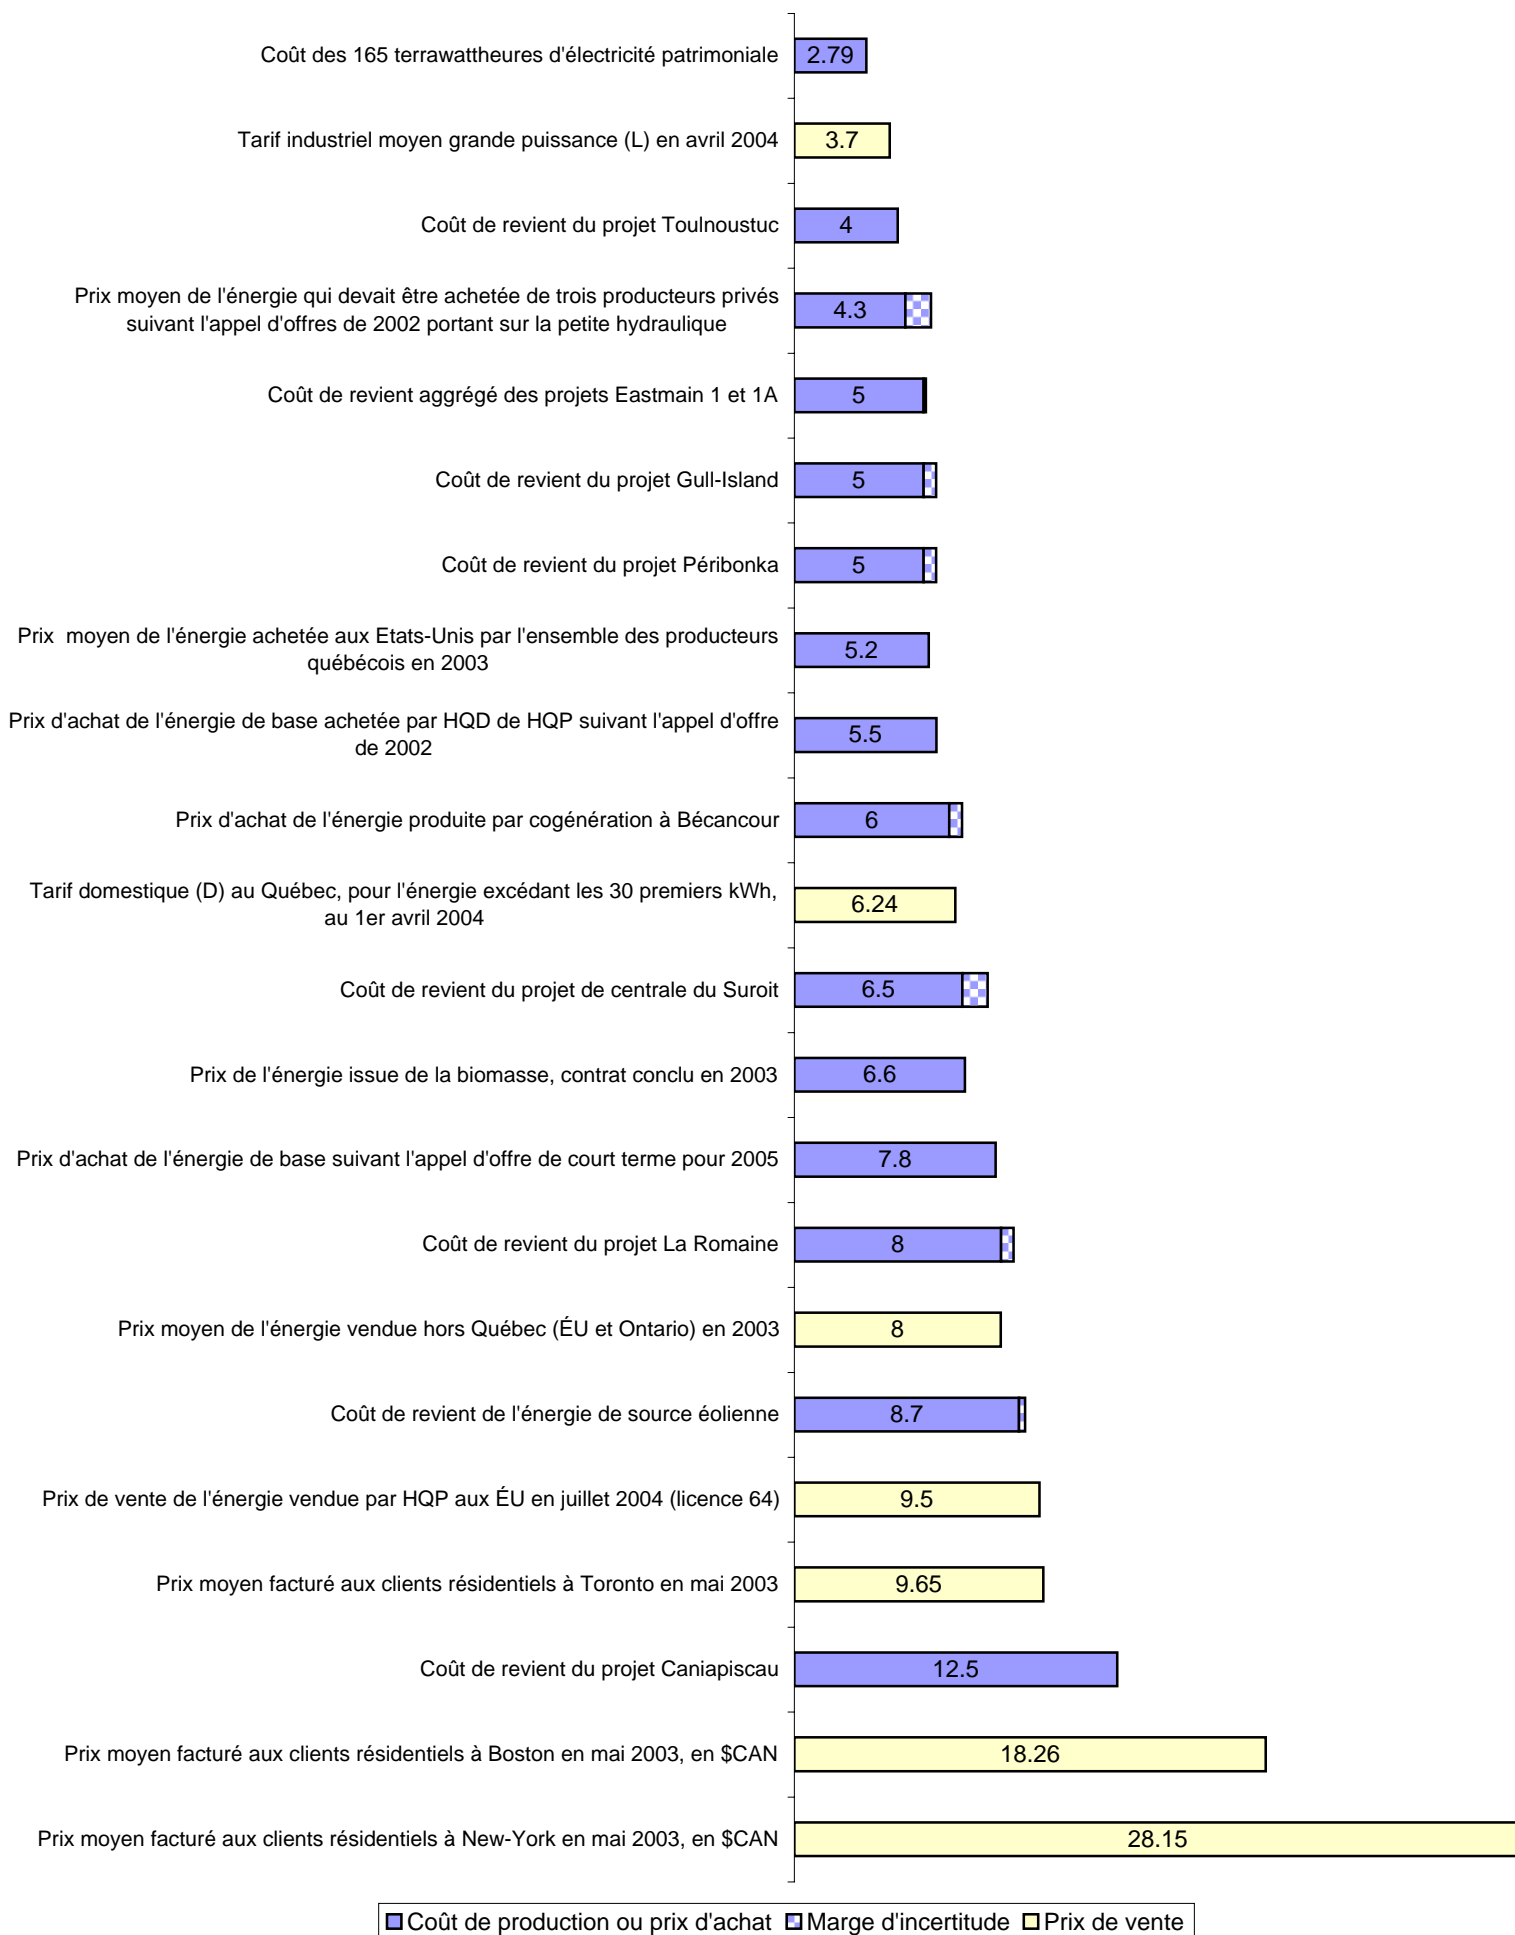 Coût des 165 terrawattheures d'électricité patrimoniale 2.79
Tarif industriel moyen grande puissance (L) en avril 2004 3.7
Coût de revient du projet Toulnoustuc 4
Prix moyen de l'énergie qui devait être achetée de trois producteurs privés
suivant l'appel d'offres de 2002 portant sur la petite hydraulique
4.3
Coût de revient aggrégé des projets Eastmain 1 et 1A 5
Coût de revient du projet Gull-Island 5
Coût de revient du projet Péribonka 5
Prix moyen de l'énergie achetée aux Etats-Unis par l'ensemble des producteurs
québécois en 2003
5.2
Prix d'achat de l'énergie de base achetée par HQD de HQP suivant l'appel d'offre
de 2002
5.5
Prix d'achat de l'énergie produite par cogénération à Bécancour 6
Tarif domestique (D) au Québec, pour l'énergie excédant les 30 premiers kWh,
au 1er avril 2004
6.24
Coût de revient du projet de centrale du Suroit 6.5
Prix de l'énergie issue de la biomasse, contrat conclu en 2003 6.6
Prix d'achat de l'énergie de base suivant l'appel d'offre de court terme pour 2005 7.8
Coût de revient du projet La Romaine 8
Prix moyen de l'énergie vendue hors Québec (ÉU et Ontario) en 2003 8
Coût de revient de l'énergie de source éolienne 8.7
Prix de vente de l'énergie vendue par HQP aux ÉU en juillet 2004 (licence 64) 9.5
Prix moyen facturé aux clients résidentiels à Toronto en mai 2003 9.65
Coût de revient du projet Caniapiscau 12.5
Prix moyen facturé aux clients résidentiels à Boston en mai 2003, en $CAN 18.26
Prix moyen facturé aux clients résidentiels à New-York en mai 2003, en $CAN 28.15
Coût de production ou prix d'achat Marge d'incertitude Prix de vente